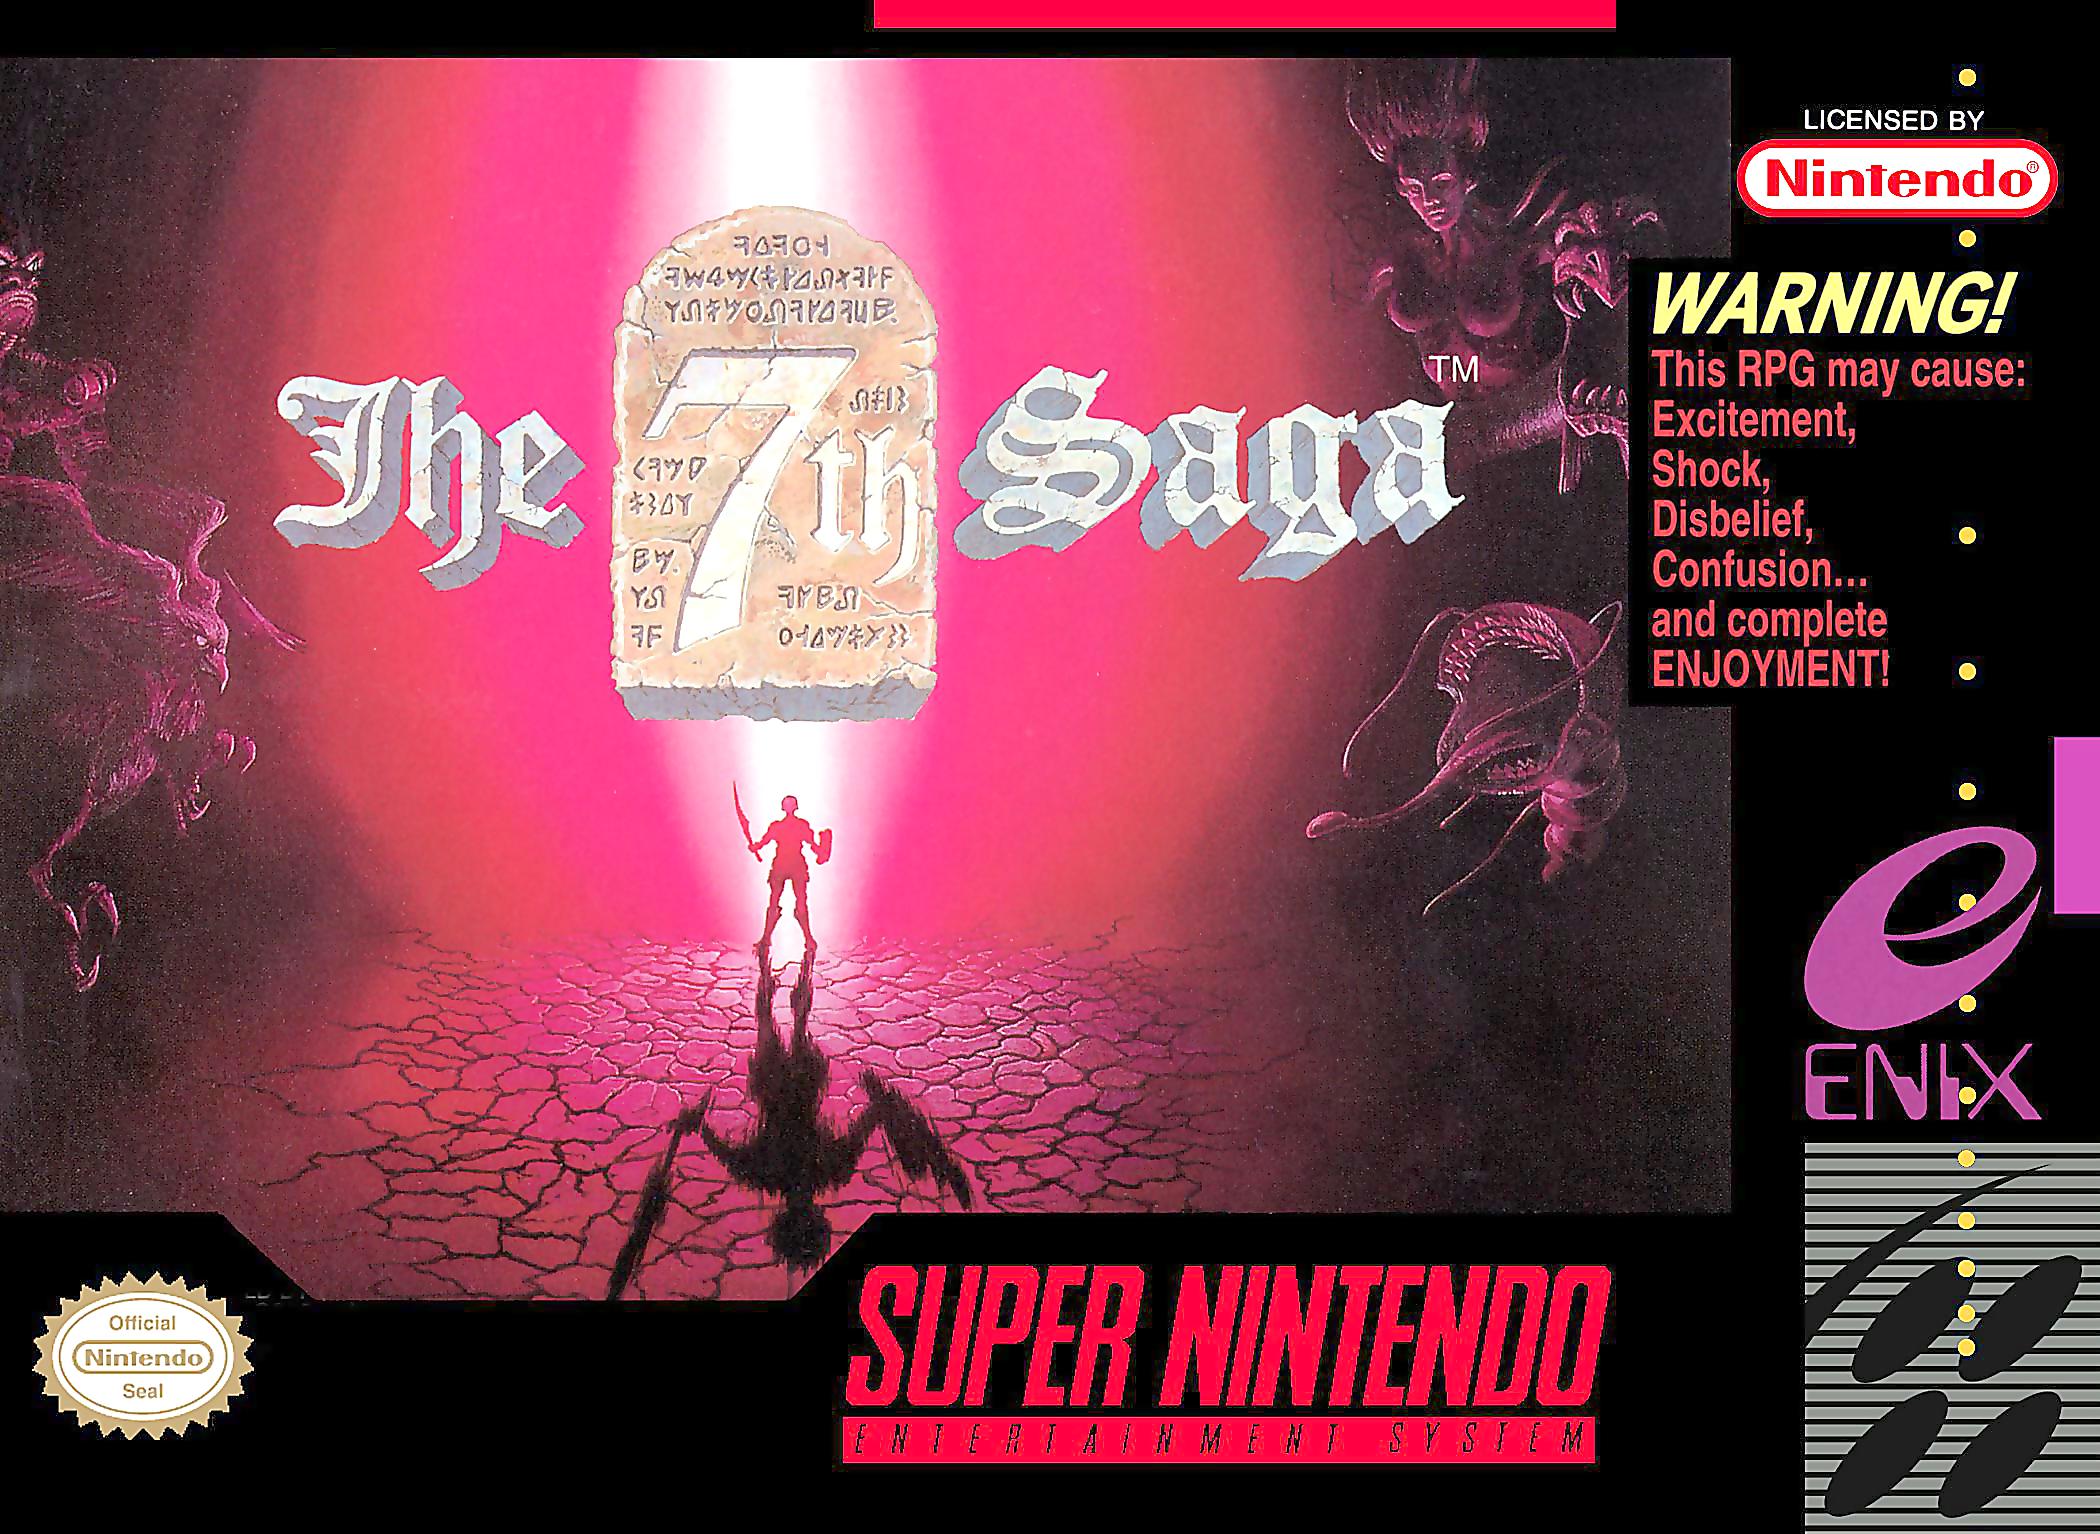 LICENSED BY
Nintendo®
The 7th Saga™
WARNING!
This RPG may cause:
Excitement,
Shock,
Disbelief,
Confusion...
and complete
ENJOYMENT!
ENIX
Official
Nintendo
Seal
SUPER NINTENDO
ENTERTAINMENT SYSTEM